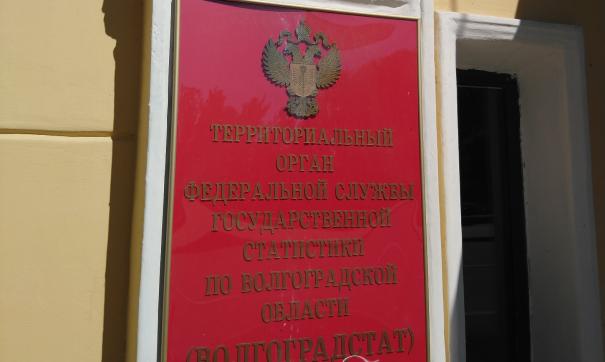 ТЕРРИТОРИАЛЬНЫЙ
ОРГАН
ФЕДЕРАЛЬНОЙ СЛУЖБЫ
ГОСУДАРСТВЕННОЙ
СТАТИСТИКИ
ПО ВОЛГОГРАДСКОЙ
ОБЛАСТИ
(ВОЛГОГРАДСТАТ)